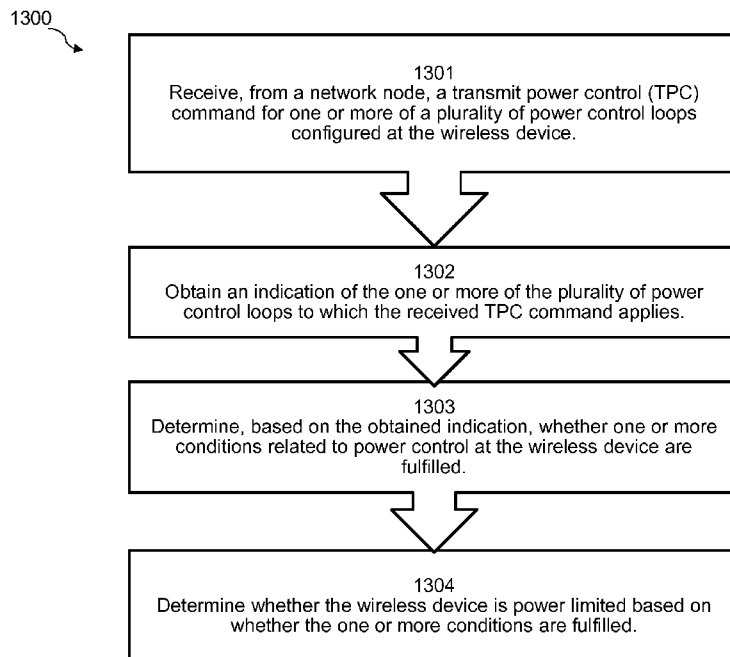 1300
1301
Receive, from a network node, a transmit power control (TPC)
command for one or more of a plurality of power control loops
configured at the wireless device.
1302
Obtain an indication of the one or more of the plurality of power
control loops to which the received TPC command applies.
1303
Determine, based on the obtained indication, whether one or more
conditions related to power control at the wireless device are
fulfilled.
1304
Determine whether the wireless device is power limited based on
whether the one or more conditions are fulfilled.